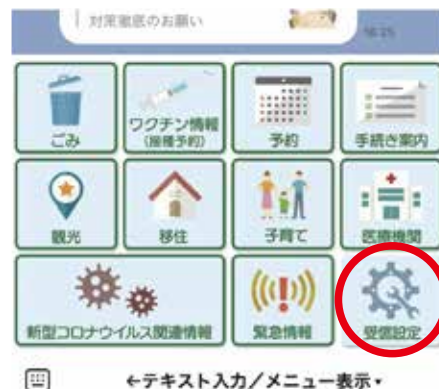 対策徹底のお願い
16:25
ごみ
ワクチン情報
(接種予約)
予約
手続き案内
観光
移住
子育て
医療機関
新型コロナウイルス関連情報
緊急情報
受信設定
←テキスト入力／メニュー表示▾